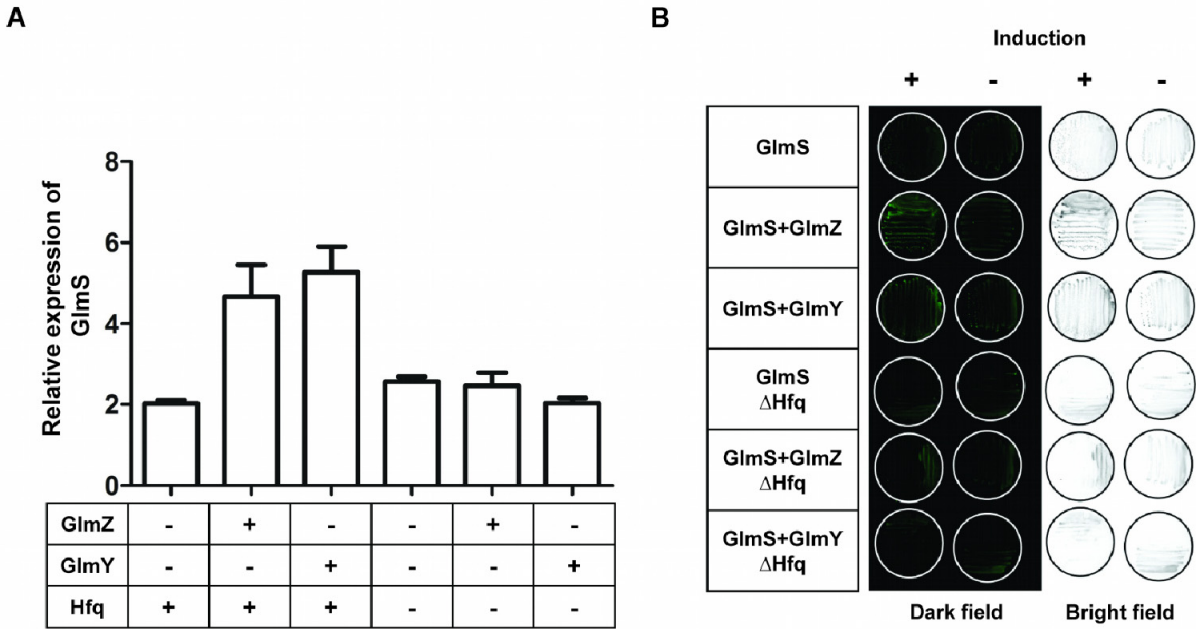 A
Relative expression of
GlmS
8
6
4
2
0
GlmZ - + - - + -
GlmY - - + - - +
Hfq + + + - - -
B
Induction
+ - + -
GlmS
GlmS+GlmZ
GlmS+GlmY
GlmS
ΔHfq
GlmS+GlmZ
ΔHfq
GlmS+GlmY
ΔHfq
Dark field Bright field